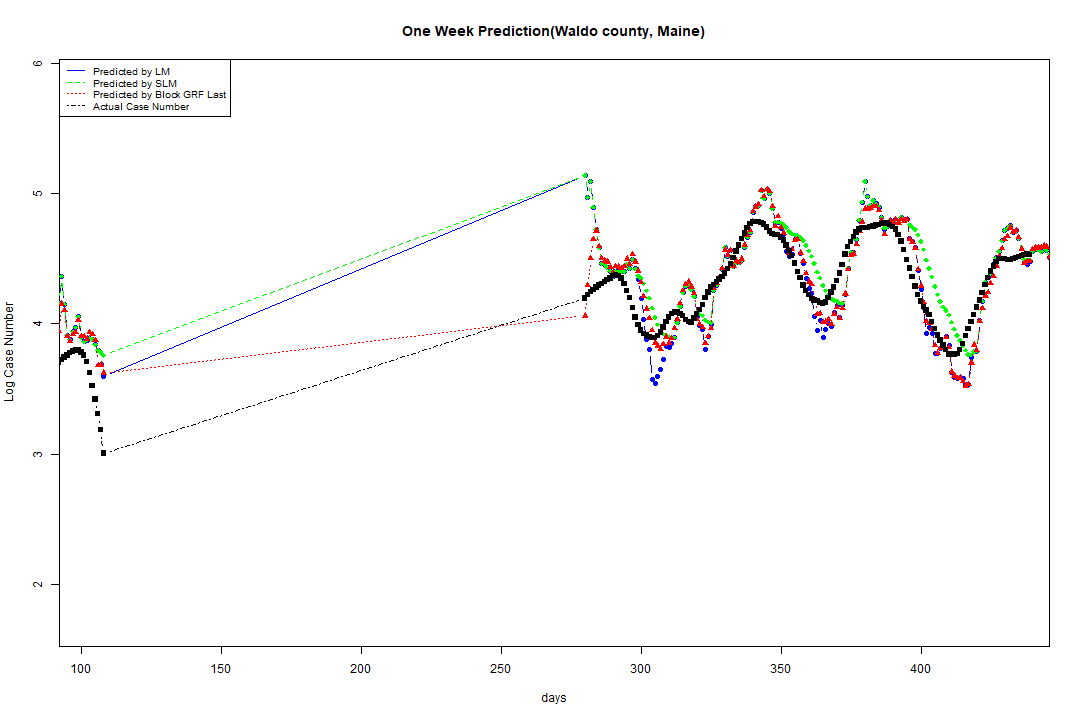 One Week Prediction(Waldo county, Maine)
6
Predicted by LM
Predicted by SLM
Predicted by Block GRF Last
Actual Case Number
5
4
3
2
Log Case Number
100
150
200
250
300
350
400
days